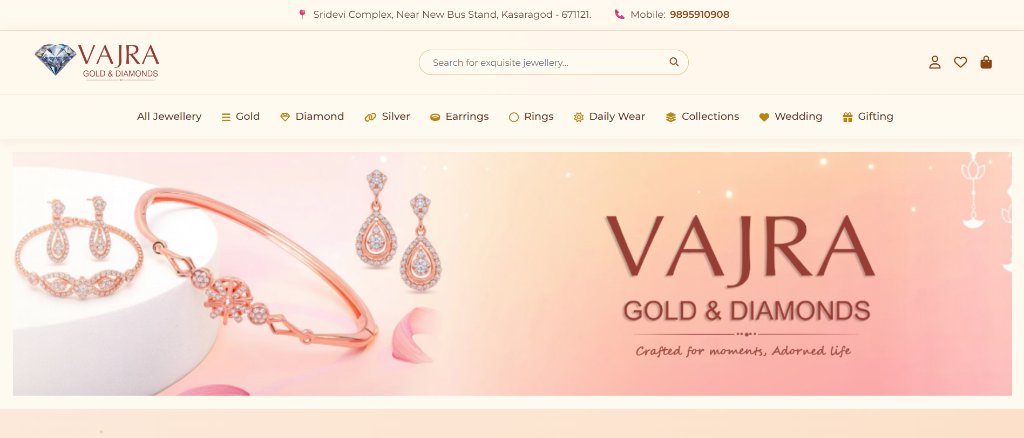 Sridevi Complex, Near New Bus Stand, Kasaragod - 671121. Mobile: 9895910908
VAJRA
GOLD & DIAMONDS
Search for exquisite jewellery...
All Jewellery Gold Diamond Silver Earrings Rings Daily Wear Collections Wedding Gifting
VAJRA
GOLD & DIAMONDS
Crafted for moments, Adorned life